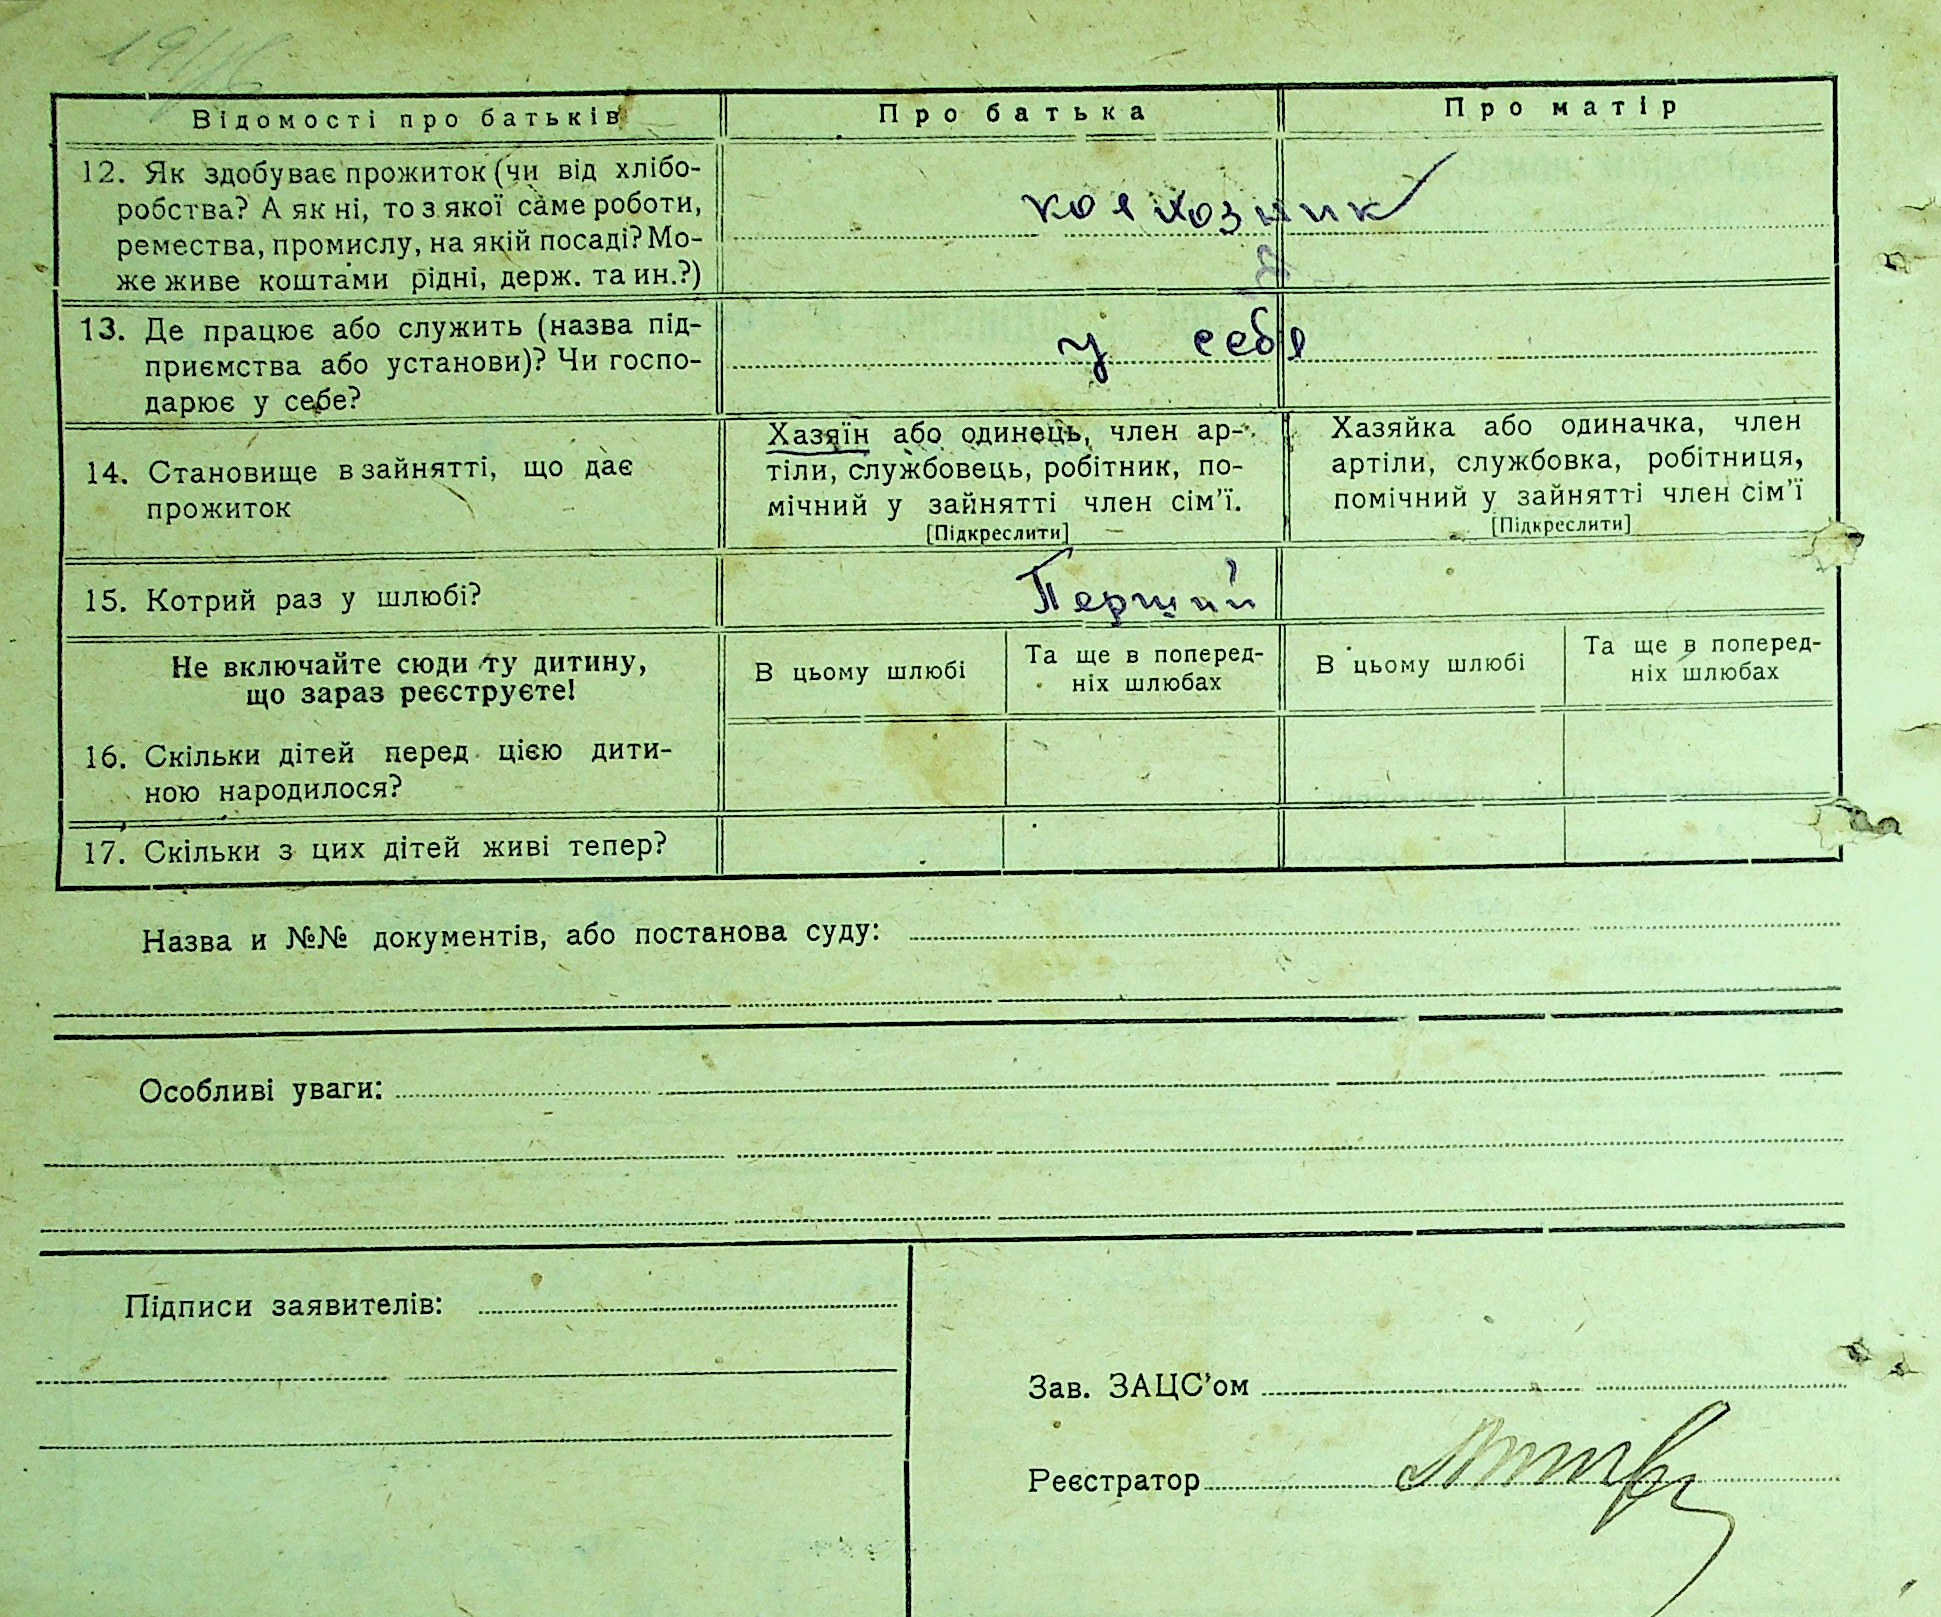 Відомості про батьків Про батька Про матір
12. Як здобуває прожиток (чи від хлібо-
робства? А як ні, то з якої саме роботи,
ремества, промислу, на якій посаді? Мо-
же живе коштами рідні, держ. та ин.?)
колхозник
13. Де працює або служить (назва під-
приємства або установи)? Чи госпо-
дарює у себе?
у себе
14. Становище в зайнятті, що дає
прожиток
Хазяїн або одинець, член ар-
тіли, службовець, робітник, по-
мічний у зайнятті член сім’ї.
[Підкреслити]
Хазяйка або одиначка, член
артіли, службовка, робітниця,
помічний у зайнятті член сім’ї
[Підкреслити]
15. Котрий раз у шлюбі?
Перший
Не включайте сюди ту дитину,
що зараз реєструєте!
В цьому шлюбі
Та ще в поперед-
ніх шлюбах
В цьому шлюбі
Та ще в поперед-
ніх шлюбах
16. Скільки дітей перед цією дити-
ною народилося?
17. Скільки з цих дітей живі тепер?
Назва и №№ документів, або постанова суду:
Особливі уваги:
Підписи заявителів:
Зав. ЗАЦС’ом
Реєстратор